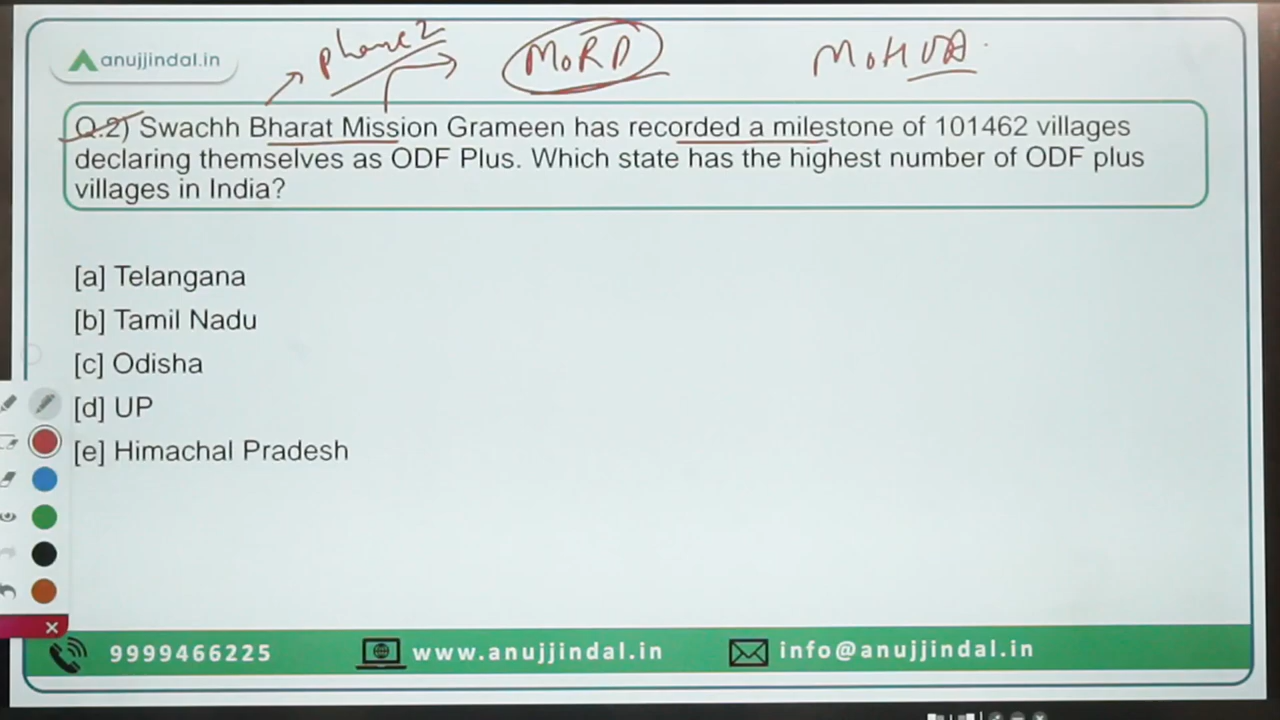 anujjindal.in
phase 2
MoRD
MoHUA
Q.2) Swachh Bharat Mission Grameen has recorded a milestone of 101462 villages
declaring themselves as ODF Plus. Which state has the highest number of ODF plus
villages in India?
[a] Telangana
[b] Tamil Nadu
[c] Odisha
[d] UP
[e] Himachal Pradesh
9999466225
www.anujjindal.in
info@anujjindal.in